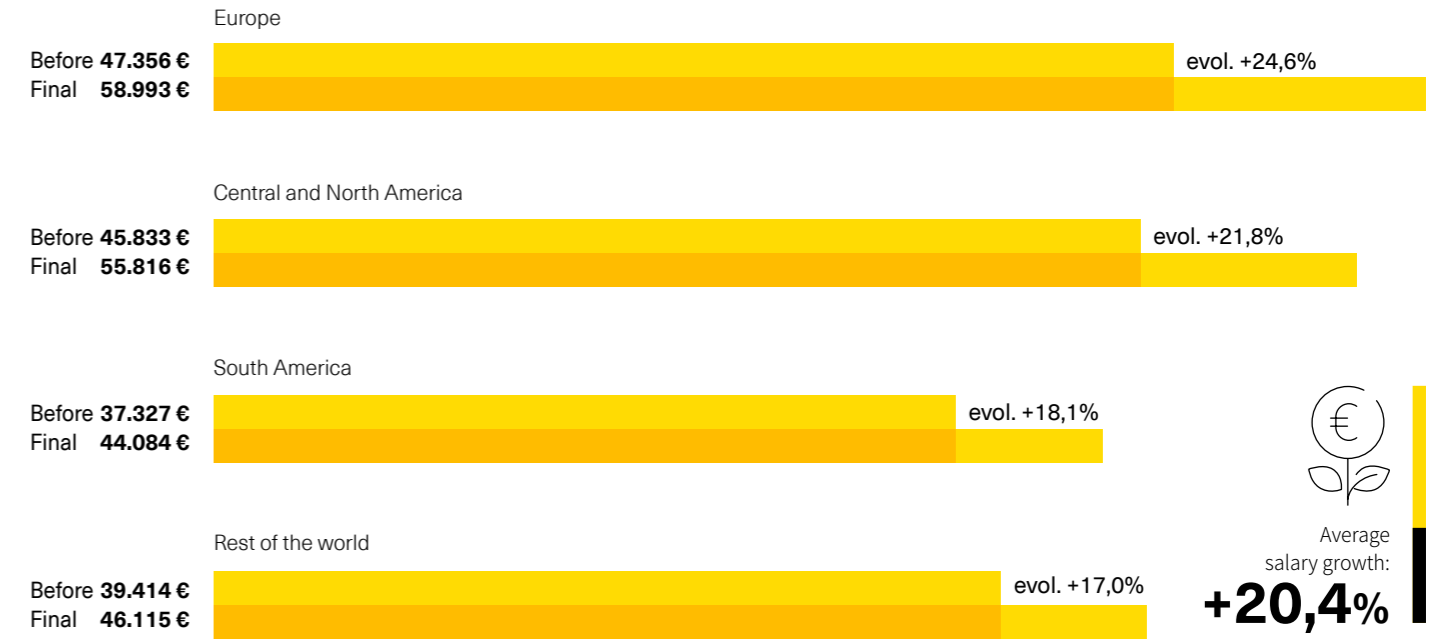 Europe
Before 47.356 €
Final 58.993 €
evol. +24,6%
Central and North America
Before 45.833 €
Final 55.816 €
evol. +21,8%
South America
Before 37.327 €
Final 44.084 €
evol. +18,1%
€
Rest of the world
Before 39.414 €
Final 46.115 €
evol. +17,0%
Average
salary growth:
+20,4%